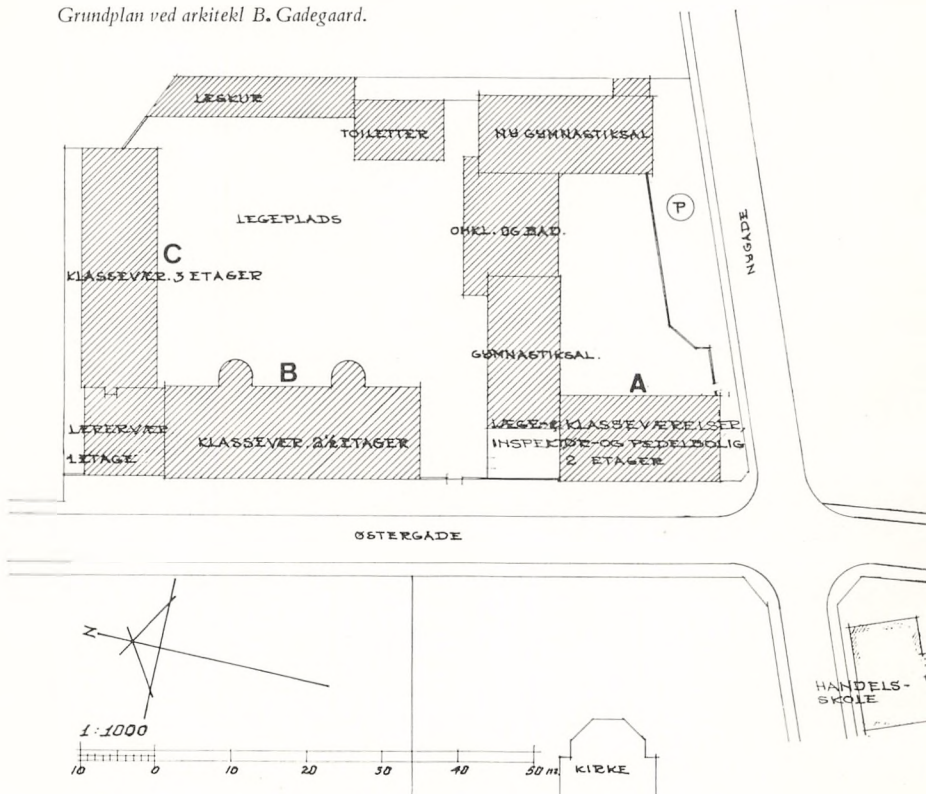 Grundplan ved arkitekl B. Gadegaard.
LÆSKUR
TOILETTER
NY GYMNASTIKSAL
LEGEPLADS
OMKL. OG BAD.
P
NYGADE
C
KLASSEVÆR. 3 ETAGER
GYMNASTIKSAL.
B
A
LÆRERVÆR
1 ETAGE
KLASSEVÆR. 2½ ETAGER
LÆGE- & KLASSEVÆRELSER,
INSPEKTØR- OG PEDELBOLIG
2 ETAGER
ØSTERGADE
N
1:1000
10 0 10 20 30 40 50 m.
KIRKE
HANDELS-
SKOLE